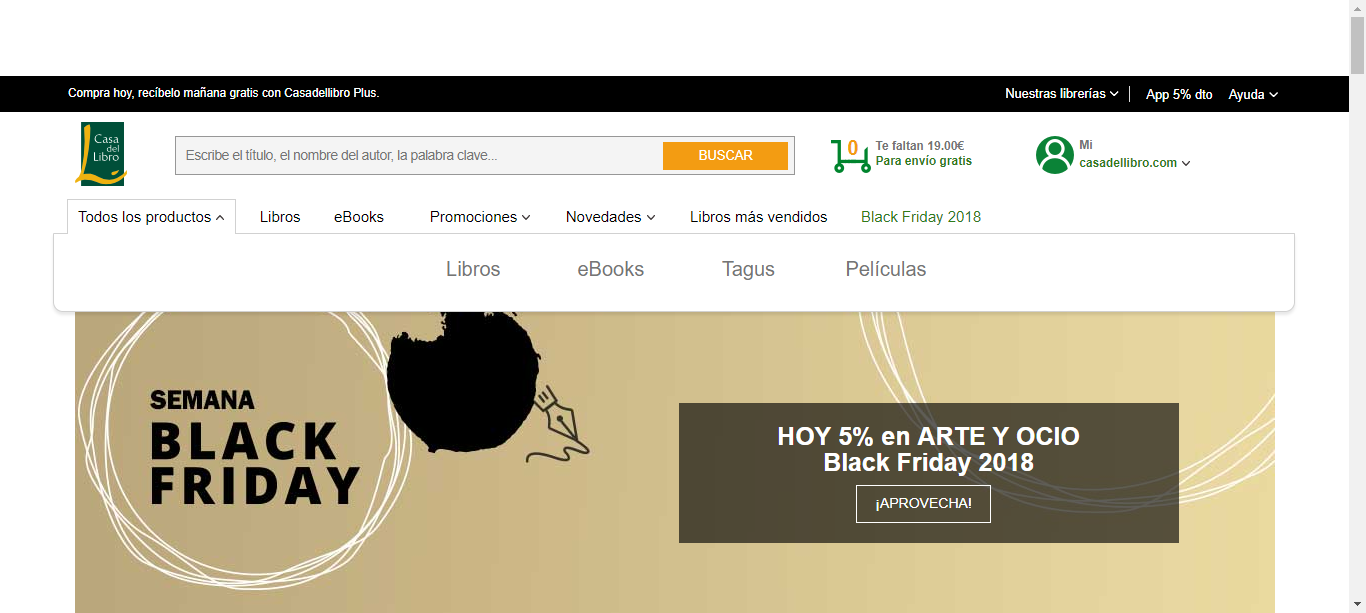 Compra hoy, recíbelo mañana gratis con Casadellibro Plus.
Nuestras librerías
App 5% dto
Ayuda
Casa
del
Libro
Escribe el título, el nombre del autor, la palabra clave...
BUSCAR
0
Te faltan 19.00€
Para envío gratis
Mi
casadellibro.com
Todos los productos
Libros
eBooks
Promociones
Novedades
Libros más vendidos
Black Friday 2018
Libros
eBooks
Tagus
Películas
SEMANA
BLACK
FRIDAY
HOY 5% en ARTE Y OCIO
Black Friday 2018
¡APROVECHA!